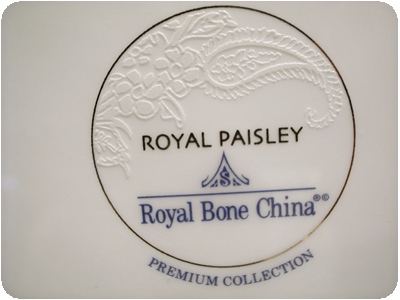 ROYAL PAISLEY
Royal Bone China®©
PREMIUM COLLECTION